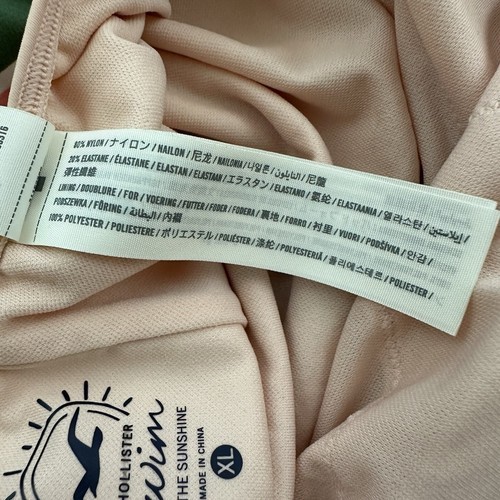 80% NYLON / ナイロン / NAILON / 尼龙 / NAILONIA / 나일론 / النايلون / 尼龍
20% ELASTANE / ÉLASTANE / ELASTAN / ELASTAAN / エラスタン / ELASTANO / 氨纶 / ELASTAANIA / 엘라스탄 / إيلاستين /
彈性纖維
LINING / DOUBLURE / FOR / VOERING / FUTTER / FODER / FODERA / 裏地 / FORRO / 衬里 / VUORI / PODŠÍVKA / 안감 /
PODSZEWKA / FÖRING / البطانة / 內裡
100% POLYESTER / POLIESTERE / ポリエステル / POLIÉSTER / 涤纶 / POLYESTERIÄ / 폴리에스테르 / POLIESTER /
HOLLISTER
Swim
THE SUNSHINE
MADE IN CHINA
XL